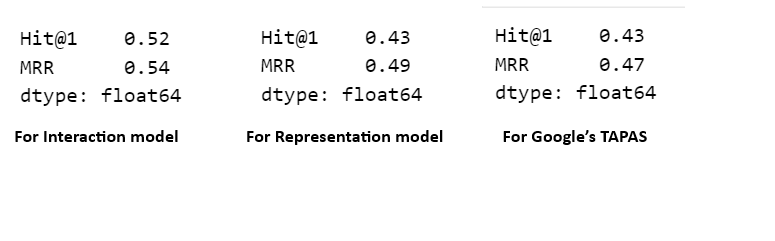 Hit@1 0.52
MRR 0.54
dtype: float64
For Interaction model
Hit@1 0.43
MRR 0.49
dtype: float64
For Representation model
Hit@1 0.43
MRR 0.47
dtype: float64
For Google's TAPAS